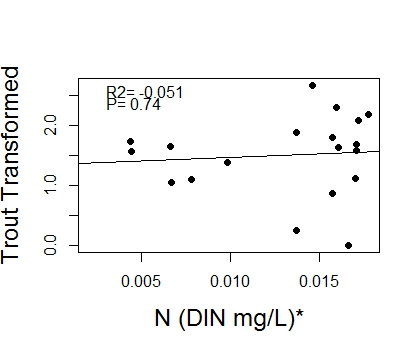 R2= -0.051
P= 0.74
Trout Transformed
0.0 1.0 2.0
0.005 0.010 0.015
N (DIN mg/L)*